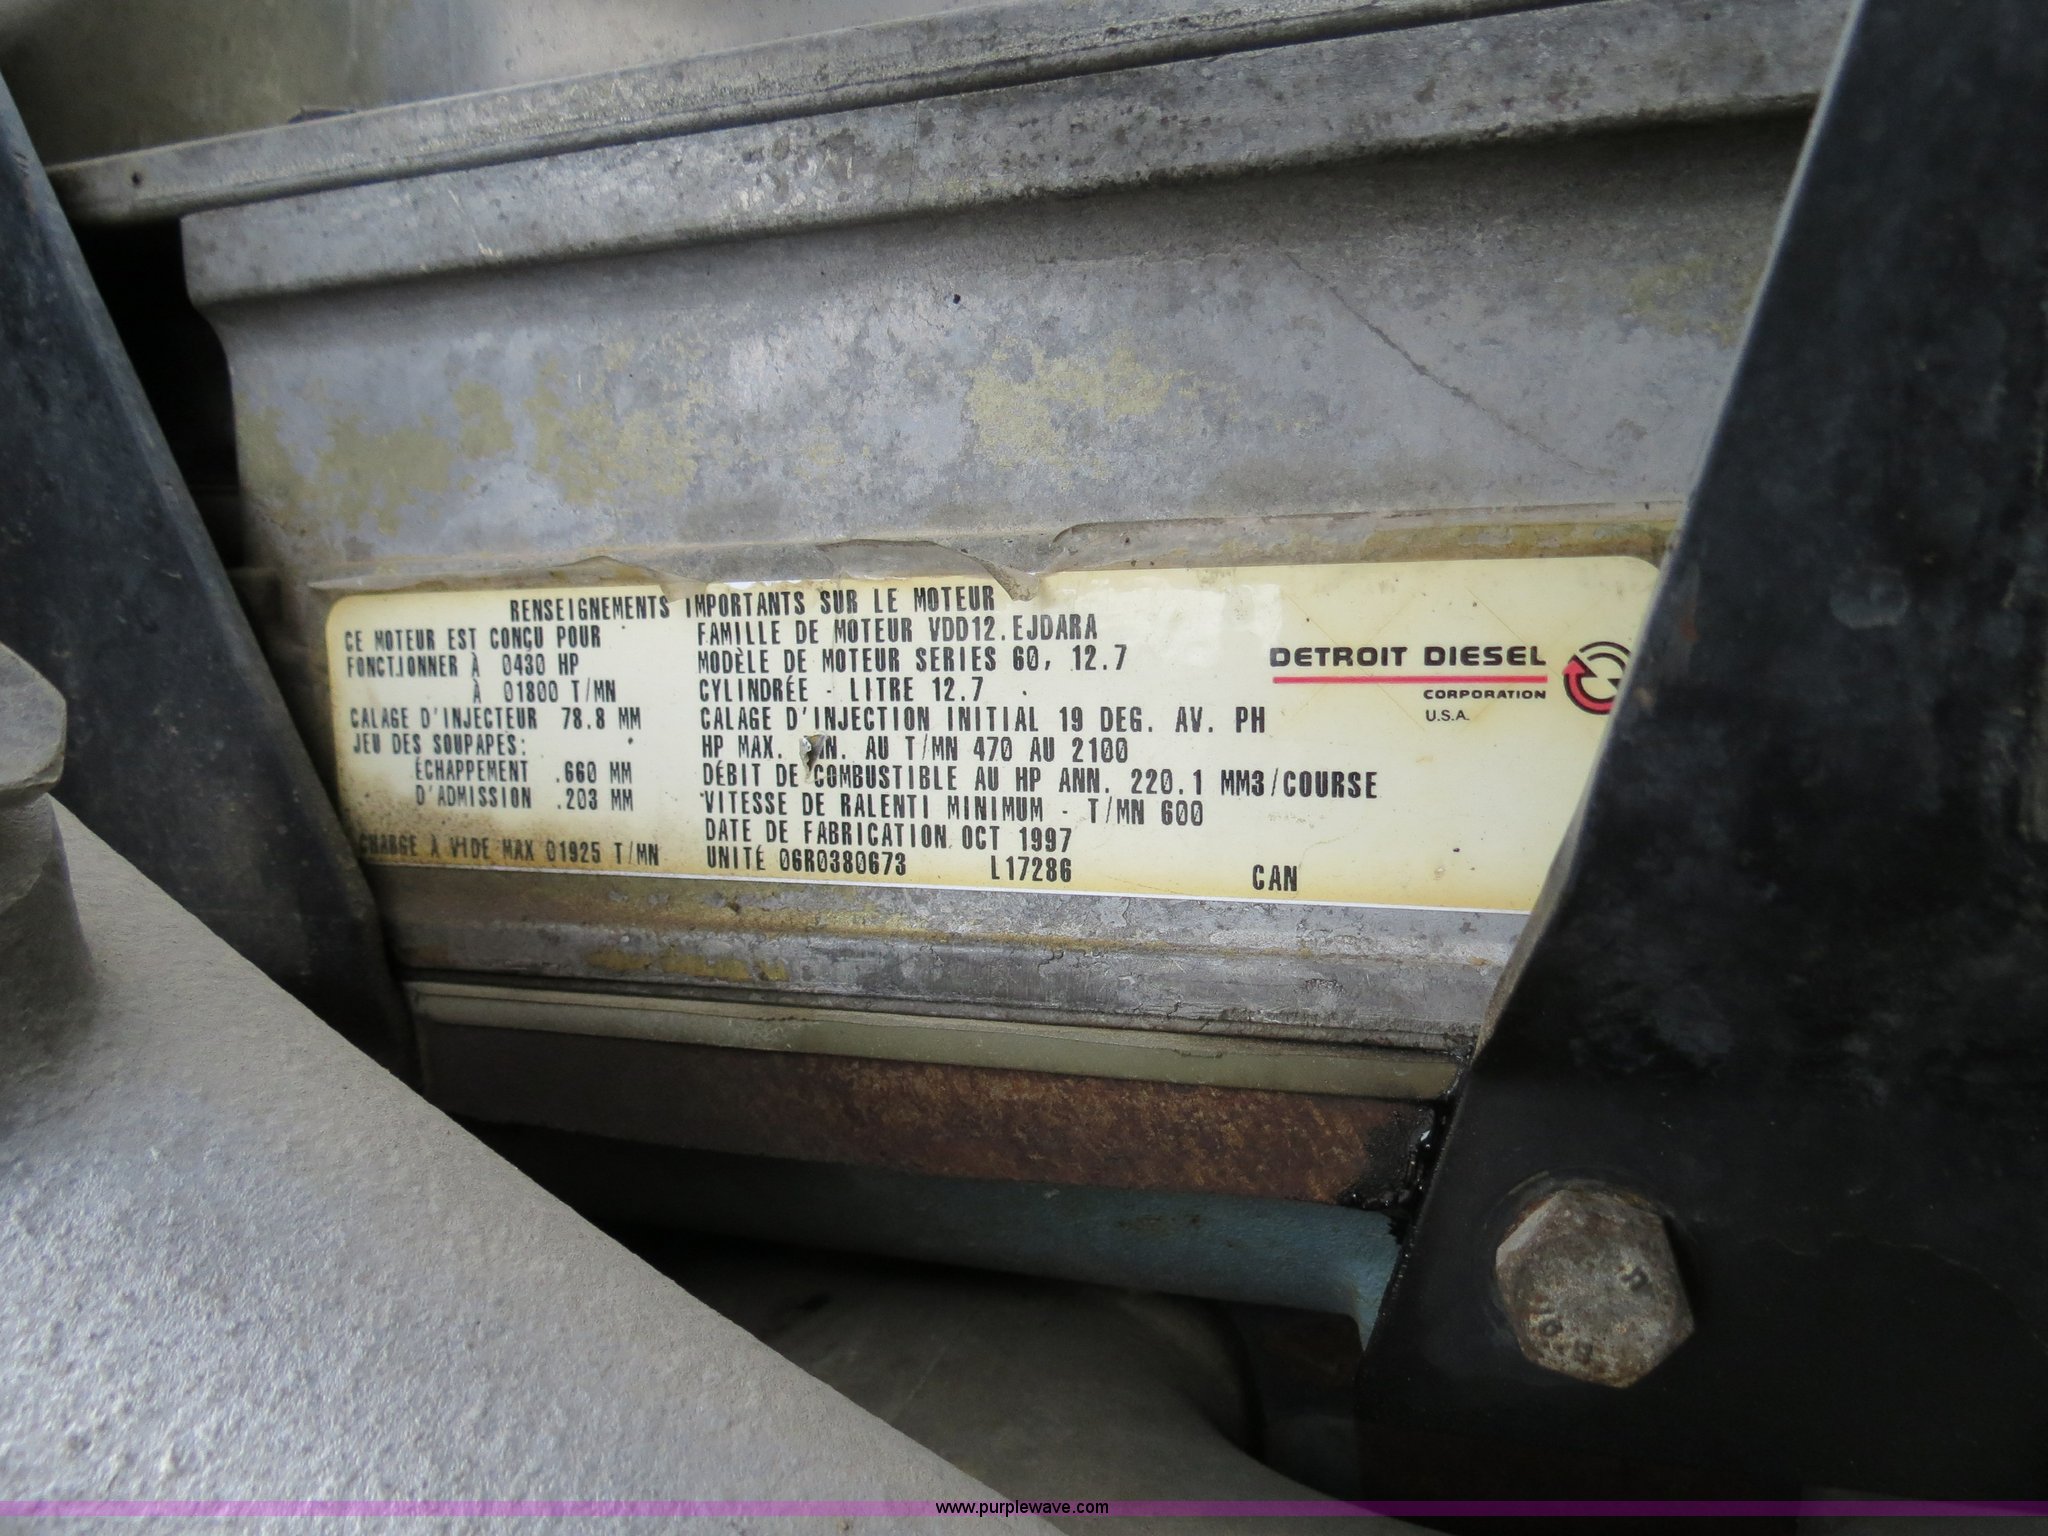 RENSEIGNEMENTS IMPORTANTS SUR LE MOTEUR
CE MOTEUR EST CONÇU POUR
FONCTIONNER À 0430 HP
À 01800 T/MN
CALAGE D'INJECTEUR 78.8 MM
JEU DES SOUPAPES:
ÉCHAPPEMENT .660 MM
D'ADMISSION .203 MM
CHARGE À VIDE MAX 01925 T/MN
FAMILLE DE MOTEUR VDD12.EJDARA
MODÈLE DE MOTEUR SERIES 60, 12.7
CYLINDRÉE - LITRE 12.7
CALAGE D'INJECTION INITIAL 19 DEG. AV. PH
HP MAX. AU T/MN 470 AU 2100
DÉBIT DE COMBUSTIBLE AU HP ANN. 220.1 MM3/COURSE
VITESSE DE RALENTI MINIMUM - T/MN 600
DATE DE FABRICATION OCT 1997
UNITÉ 06R0380673 L17286 CAN
DETROIT DIESEL
CORPORATION
U.S.A.
www.purplewave.com